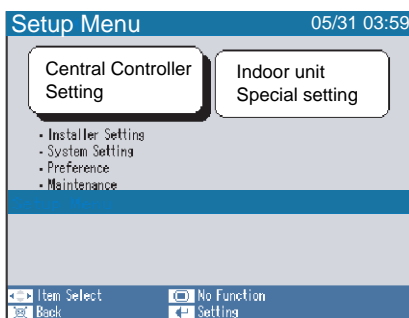 Setup Menu 05/31 03:59
Central Controller
Setting
Indoor unit
Special setting
- Installer Setting
- System Setting
- Preference
- Maintenance
Item Select No Function
Back Setting